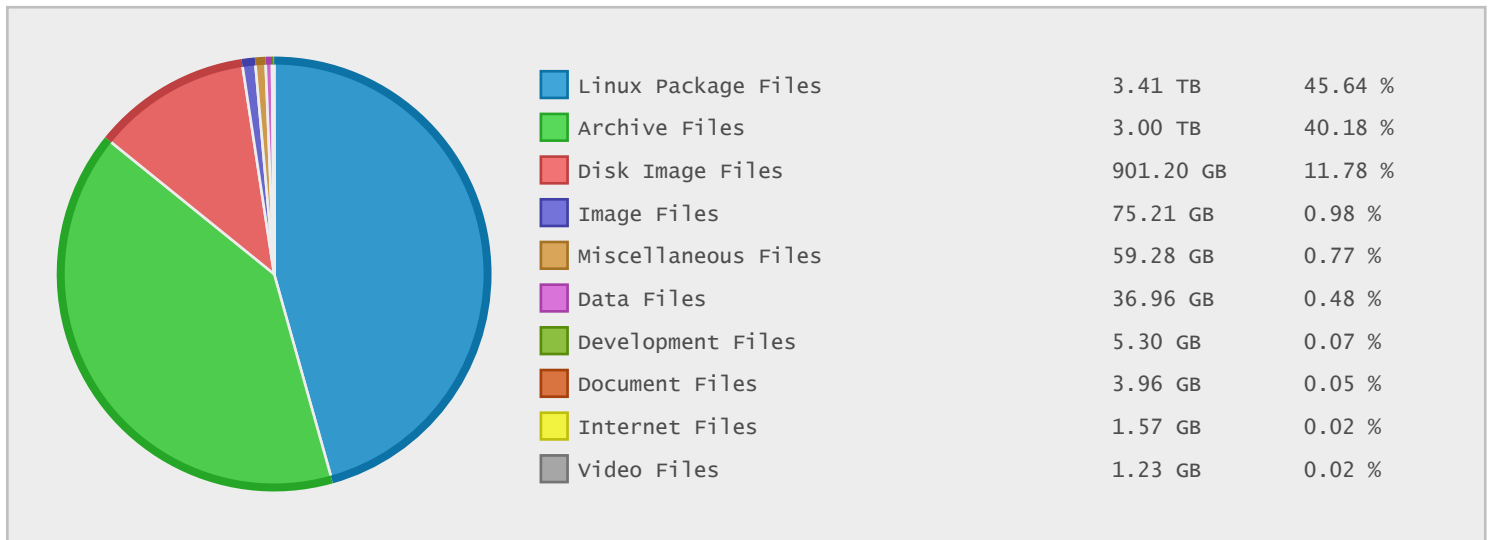 Linux Package Files 3.41 TB 45.64 %
Archive Files 3.00 TB 40.18 %
Disk Image Files 901.20 GB 11.78 %
Image Files 75.21 GB 0.98 %
Miscellaneous Files 59.28 GB 0.77 %
Data Files 36.96 GB 0.48 %
Development Files 5.30 GB 0.07 %
Document Files 3.96 GB 0.05 %
Internet Files 1.57 GB 0.02 %
Video Files 1.23 GB 0.02 %